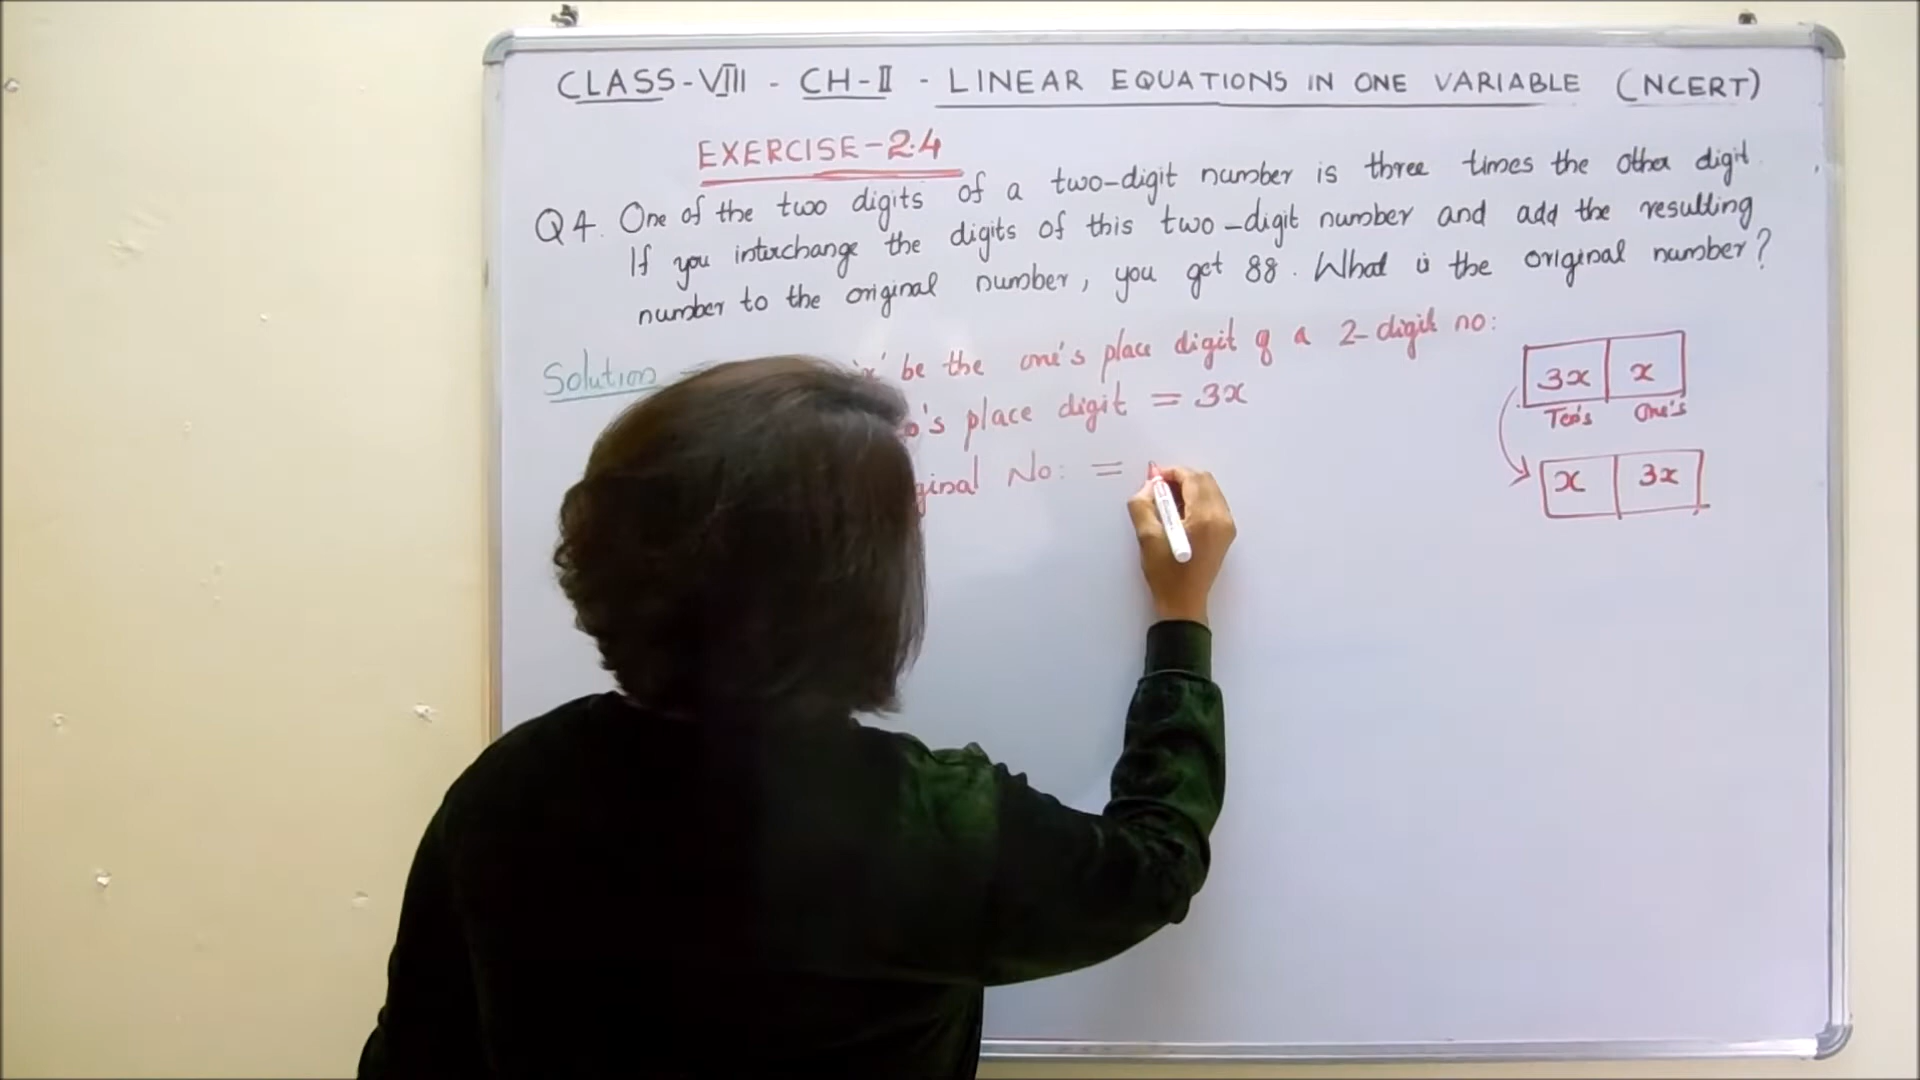 CLASS-VIII - CH-II - LINEAR EQUATIONS IN ONE VARIABLE (NCERT)
EXERCISE-2.4
Q4. One of the two digits of a two-digit number is three times the other digit.
If you interchange the digits of this two-digit number and add the resulting
number to the original number, you get 88. What is the original number?
Solution 'x' be the one's place digit of a 2-digit no:
's place digit = 3x
ginal No: =
3x x
Ten's One's
x 3x